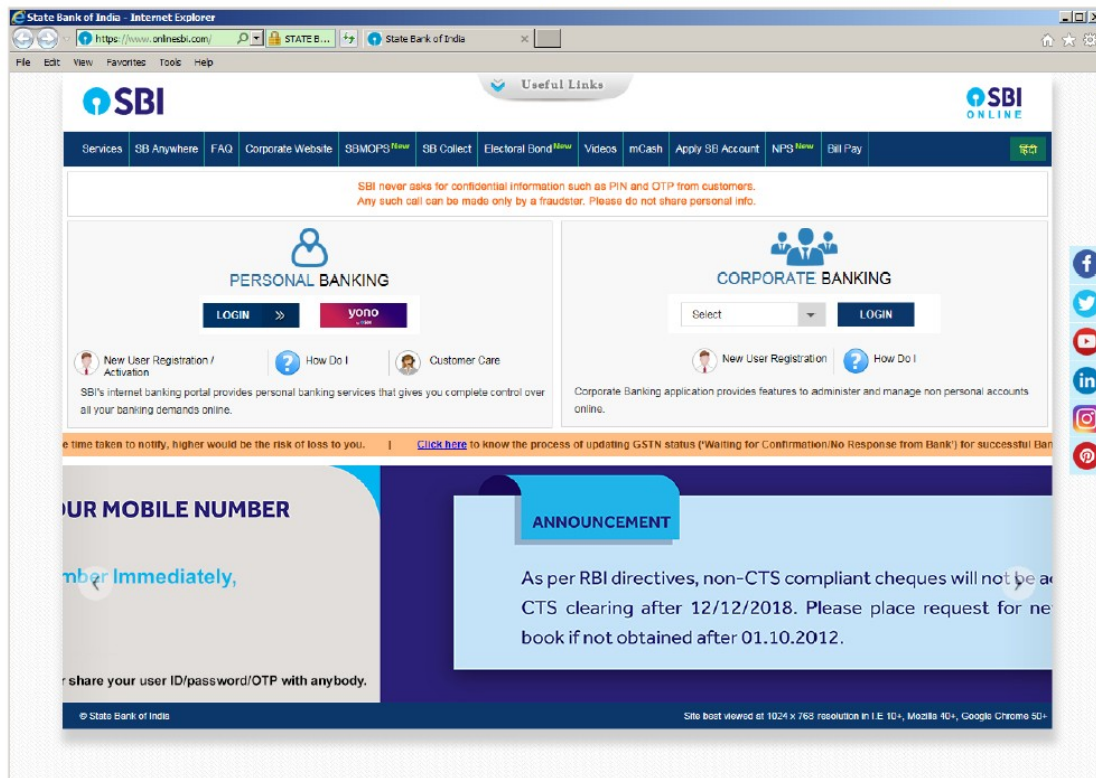 State Bank of India - Internet Explorer
https://www.onlinesbi.com/ STATE B... State Bank of India
File Edit View Favorites Tools Help
Useful Links
SBI
SBI
ONLINE
Services SB Anywhere FAQ Corporate Website SBMOPS New SB Collect Electoral Bond New Videos mCash Apply SB Account NPS New Bill Pay हिंदी
SBI never asks for confidential information such as PIN and OTP from customers.
Any such call can be made only by a fraudster. Please do not share personal info.
PERSONAL BANKING
LOGIN » yono
New User Registration /
Activation
How Do I
Customer Care
SBI's internet banking portal provides personal banking services that gives you complete control over
all your banking demands online.
CORPORATE BANKING
Select LOGIN
New User Registration How Do I
Corporate Banking application provides features to administer and manage non personal accounts
online.
e time taken to notify, higher would be the risk of loss to you. | Click here to know the process of updating GSTN status ('Waiting for Confirmation/No Response from Bank') for successful Ban
OUR MOBILE NUMBER
mber Immediately,
r share your user ID/password/OTP with anybody.
ANNOUNCEMENT
As per RBI directives, non-CTS compliant cheques will not be a
CTS clearing after 12/12/2018. Please place request for ne
book if not obtained after 01.10.2012.
© State Bank of India Site best viewed at 1024 x 768 resolution in I.E 10+, Mozilla 40+, Google Chrome 50+